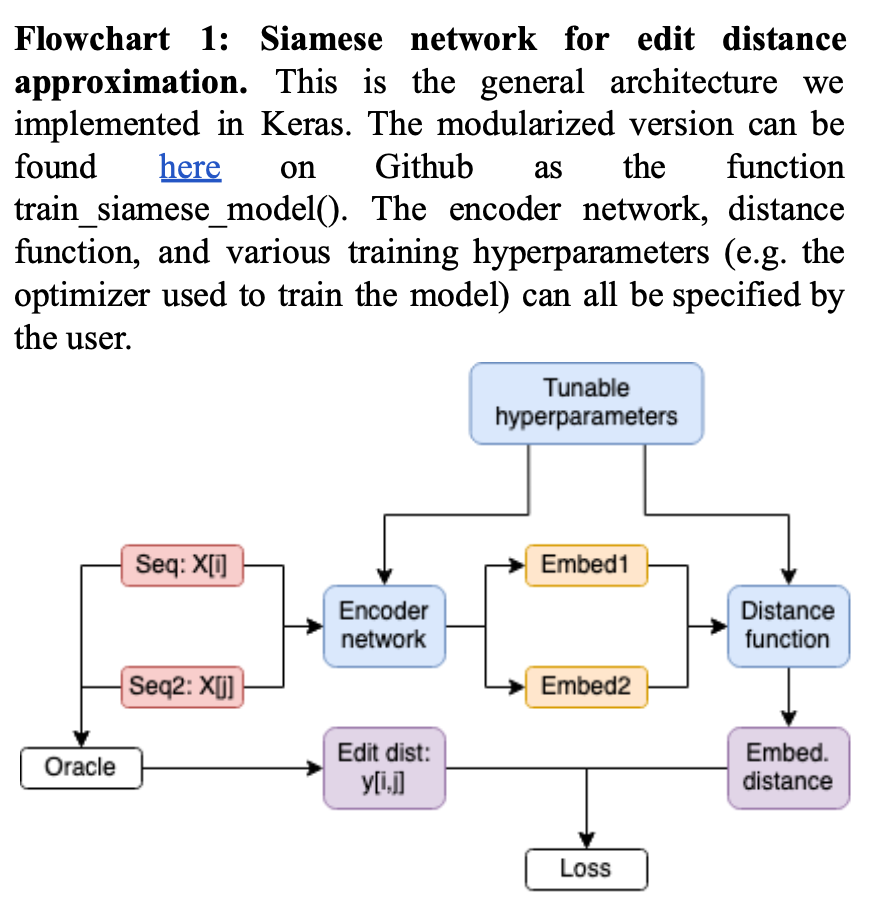 Flowchart 1: Siamese network for edit distance
approximation. This is the general architecture we
implemented in Keras. The modularized version can be
found here on Github as the function
train_siamese_model(). The encoder network, distance
function, and various training hyperparameters (e.g. the
optimizer used to train the model) can all be specified by
the user.
Tunable
hyperparameters
Seq: X[i]
Embed1
Encoder
network
Distance
function
Seq2: X[j]
Embed2
Oracle
Edit dist:
y[i,j]
Embed.
distance
Loss